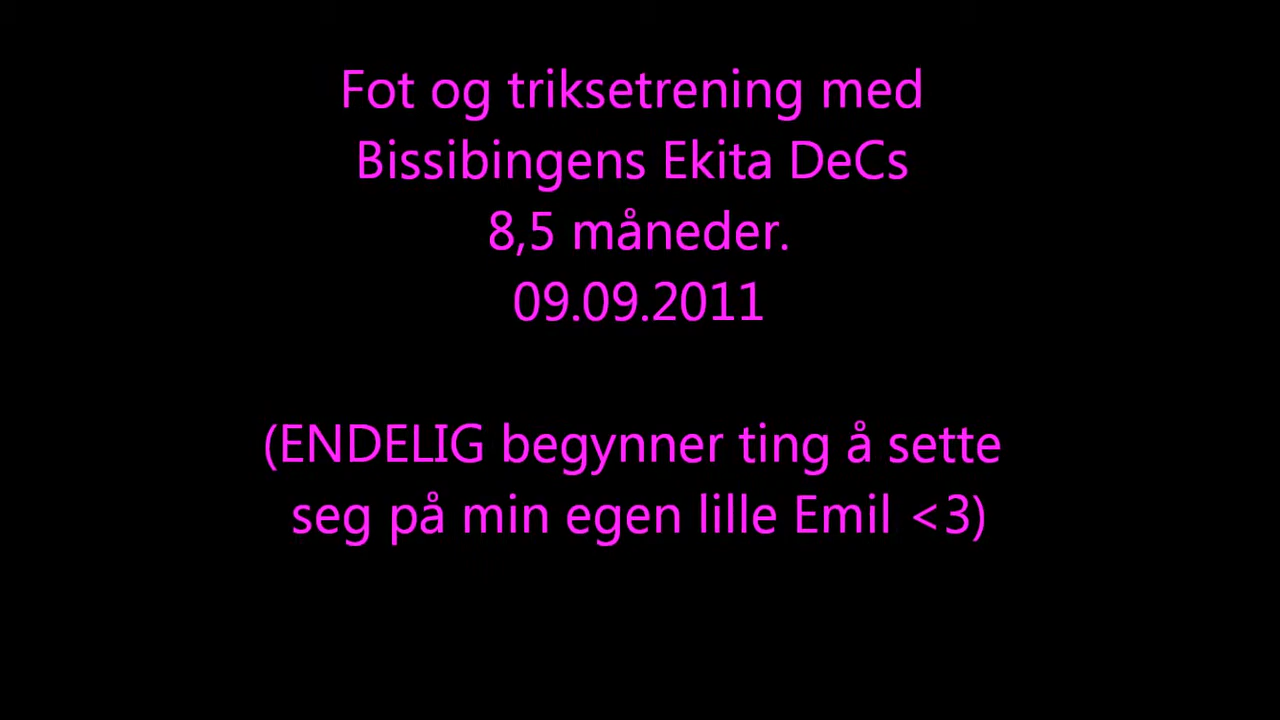 Fot og triksetrening med
Bissibingens Ekita DeCs
8,5 måneder.
09.09.2011
(ENDELIG begynner ting å sette
seg på min egen lille Emil <3)